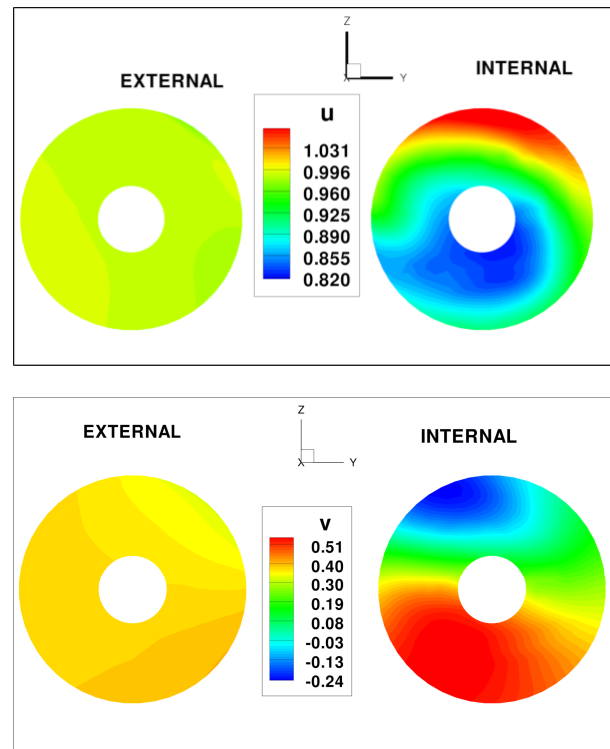 Z
X Y
EXTERNAL
INTERNAL
u
1.031
0.996
0.960
0.925
0.890
0.855
0.820
Z
X Y
EXTERNAL
INTERNAL
v
0.51
0.40
0.30
0.19
0.08
-0.03
-0.13
-0.24